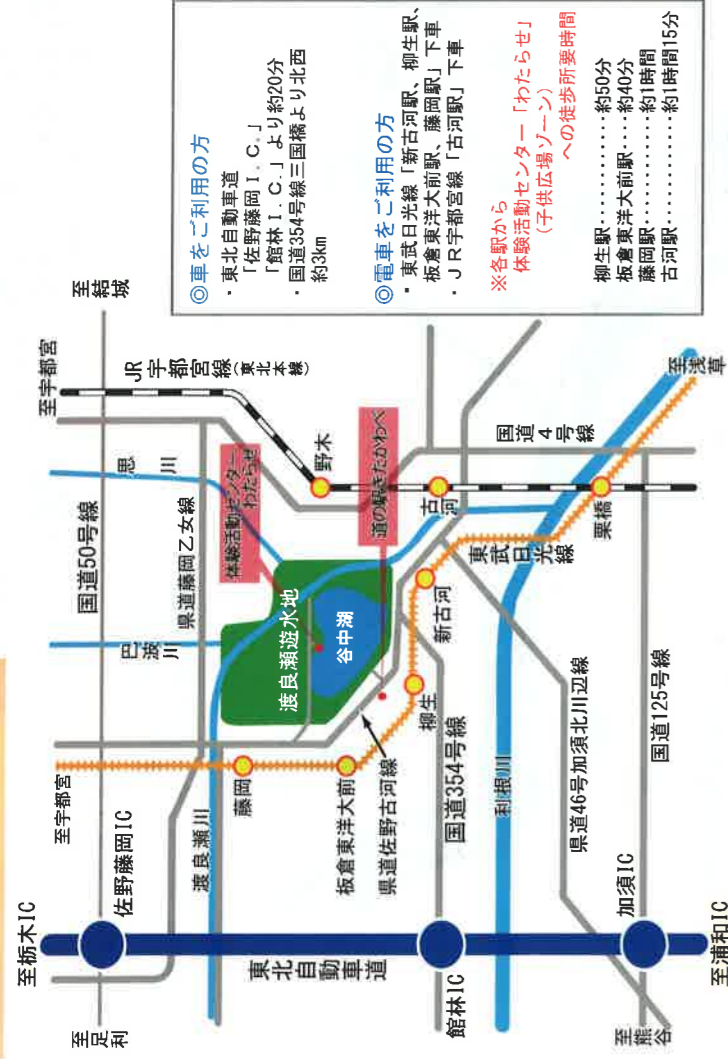 至栃木IC
至宇都宮
至宇都宮
至結城
至足利
佐野藤岡IC
国道50号線
巴波川
思川
県道藤岡乙女線
JR宇都宮線(東北本線)
渡良瀬川
藤岡
渡良瀬遊水地
谷中湖
体験活動センター
わたらせ
野木
板倉東洋大前
県道佐野古河線
道の駅きたかわべ
東北自動車道
館林IC
国道354号線
柳生
新古河
古河
国道4号線
利根川
東武日光線
栗橋
県道46号加須北川辺線
加須IC
国道125号線
至熊谷
至浦和IC
至浅草
◎車をご利用の方
・東北自動車道
「佐野藤岡I.C.」
「館林I.C.」より約20分
・国道354号線三国橋より北西
約3km
◎電車をご利用の方
・東武日光線「新古河駅、柳生駅、
板倉東洋大前駅、藤岡駅」下車
・JR宇都宮線「古河駅」下車
※各駅から
体験活動センター「わたらせ」
(子供広場ゾーン)
への徒歩所要時間
柳生駅............約50分
板倉東洋大前駅....約40分
藤岡駅............約1時間
古河駅............約1時間15分